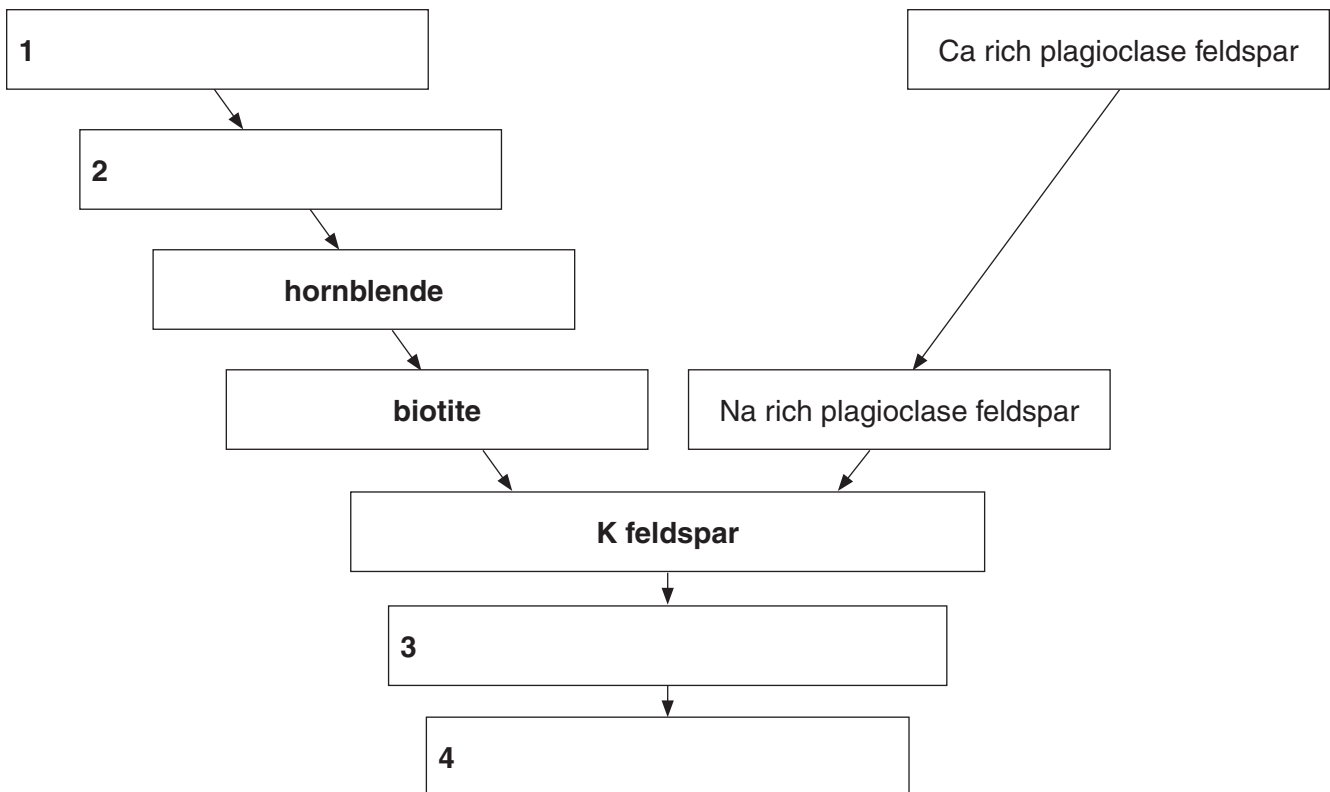 1
Ca rich plagioclase feldspar
2
hornblende
biotite
Na rich plagioclase feldspar
K feldspar
3
4